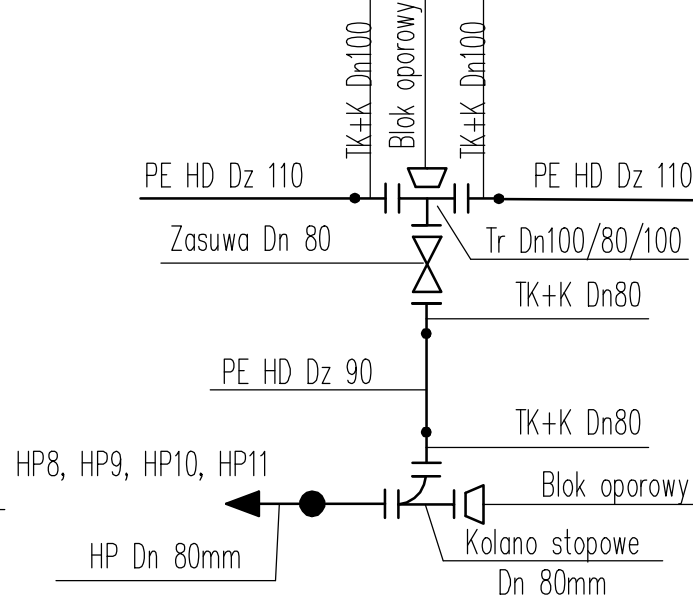 TK+K Dn100
Blok oporowy
TK+K Dn100
PE HD Dz 110
PE HD Dz 110
Zasuwa Dn 80
Tr Dn100/80/100
TK+K Dn80
PE HD Dz 90
TK+K Dn80
HP8, HP9, HP10, HP11
Blok oporowy
HP Dn 80mm
Kolano stopowe
Dn 80mm